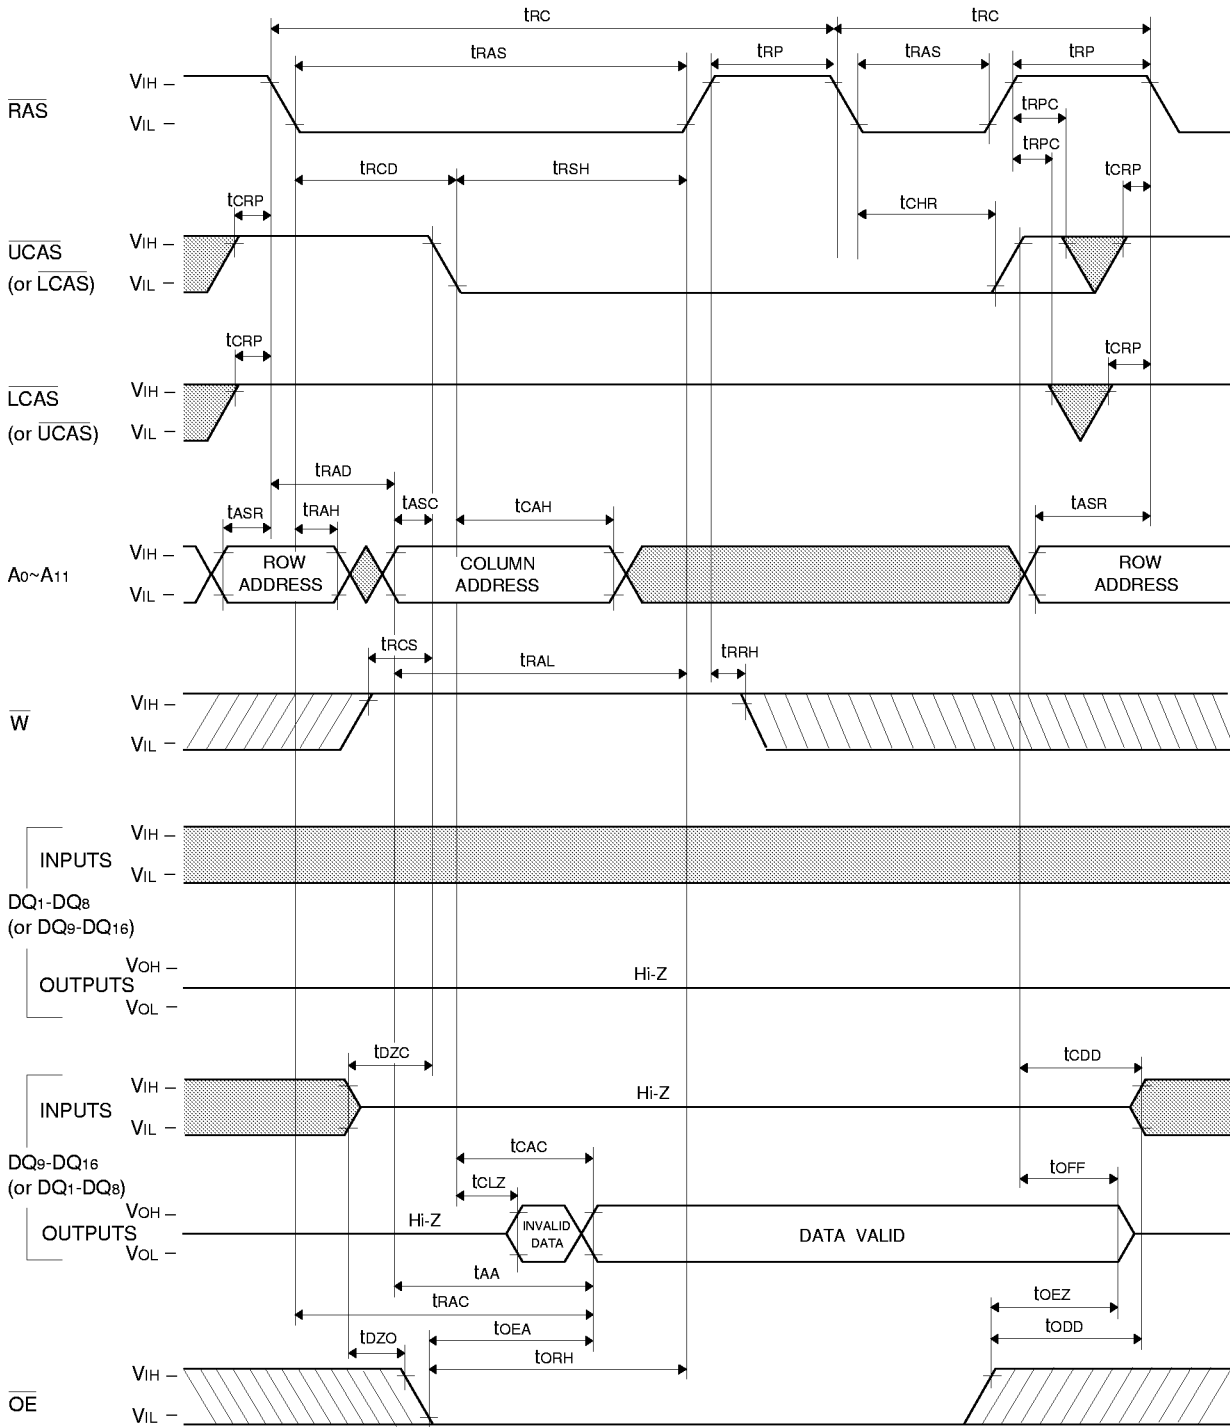 tRC tRC
tRAS tRP tRAS tRP
RAS VIH
VIL
tRPC
tRPC
tRCD tRSH
tCRP tCHR tCRP
UCAS
(or LCAS)
VIH
VIL
tCRP tCRP
LCAS
(or UCAS)
VIH
VIL
tRAD
tASR tRAH tASC tCAH tASR
A0~A11
VIH
VIL
ROW
ADDRESS
COLUMN
ADDRESS
ROW
ADDRESS
tRCS tRAL tRRH
W
VIH
VIL
DQ1-DQ8
(or DQ9-DQ16)
INPUTS
VIH
VIL
OUTPUTS
VOH
VOL
Hi-Z
tDZC tCDD
DQ9-DQ16
(or DQ1-DQ8)
INPUTS
VIH
VIL
Hi-Z
tCAC
tCLZ tOFF
OUTPUTS
VOH
VOL
Hi-Z
INVALID
DATA
DATA VALID
tAA
tRAC tOEZ
tDZO tOEA tODD
tORH
OE
VIH
VIL